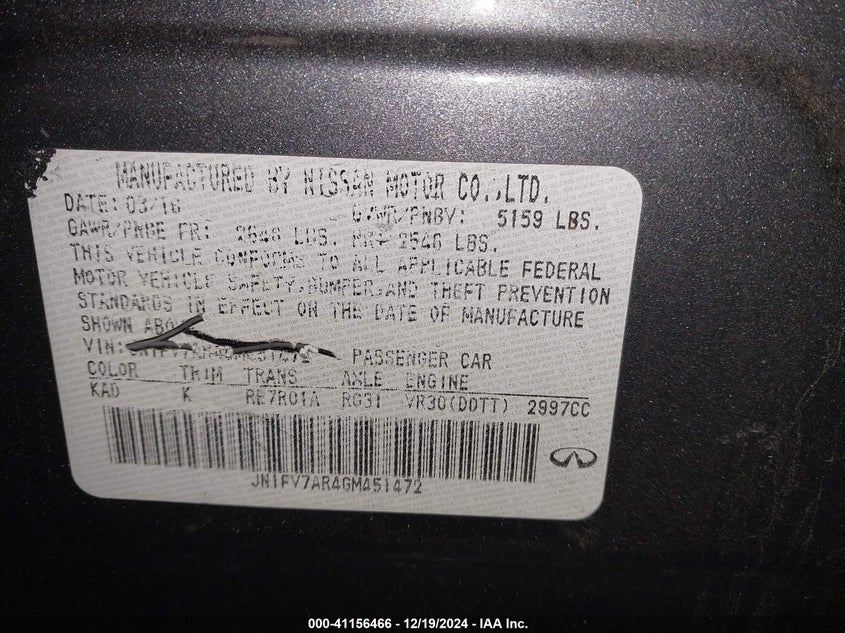 MANUFACTURED BY NISSAN MOTOR CO.,LTD.
DATE: 03/16 GVWR/PNBV: 5159 LBS.
GAWR/PNBE FR: 2648 LBS. RR: 2546 LBS.
THIS VEHICLE CONFORMS TO ALL APPLICABLE FEDERAL
MOTOR VEHICLE SAFETY,BUMPER,AND THEFT PREVENTION
STANDARDS IN EFFECT ON THE DATE OF MANUFACTURE
SHOWN ABOVE
VIN: PASSENGER CAR
COLOR TRIM TRANS AXLE ENGINE
KAD K RE7R01A RG31 VR30(DDTT) 2997CC
JN1FV7AR4GM451472
000-41156466 - 12/19/2024 - IAA Inc.